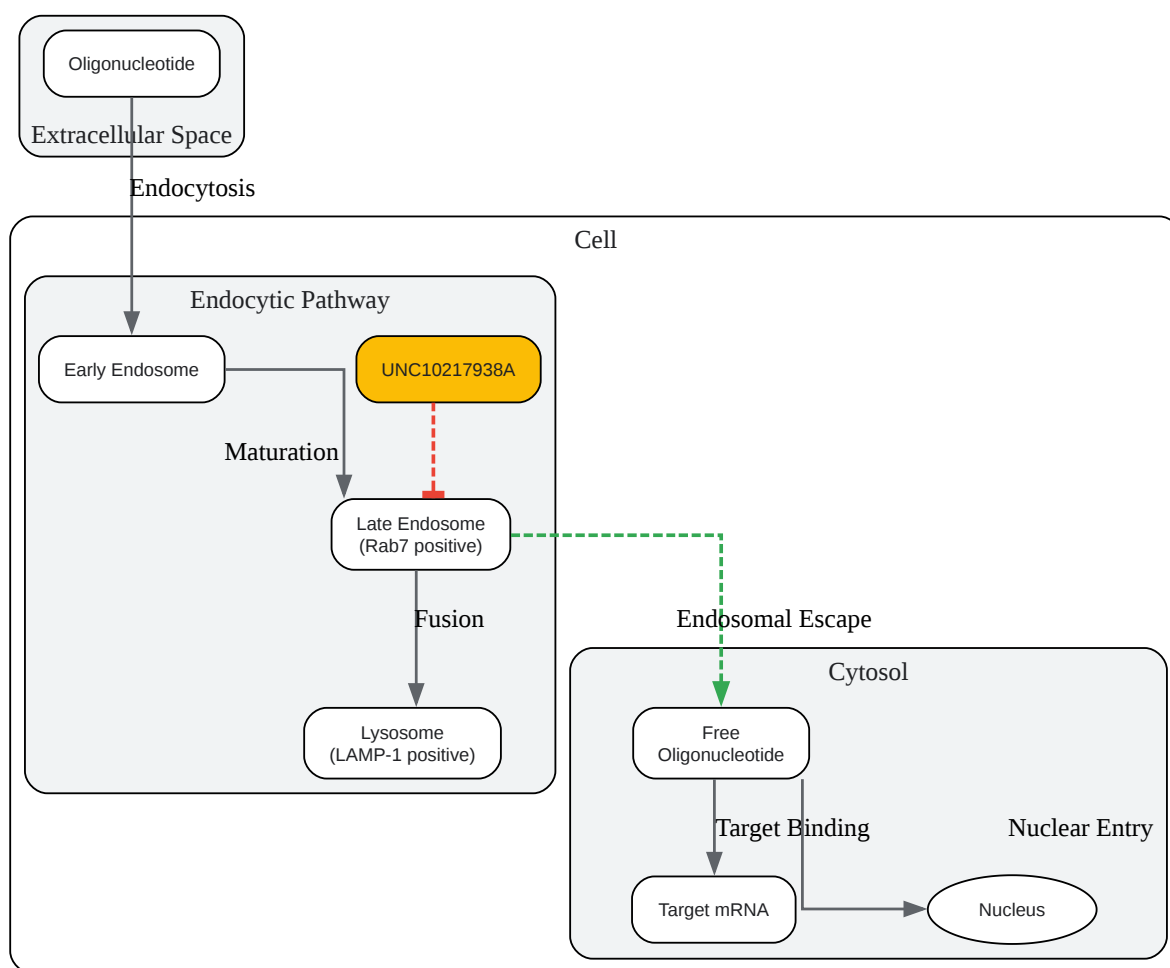 Oligonucleotide
Extracellular Space
Endocytosis
Cell
Endocytic Pathway
Early Endosome
UNC10217938A
Maturation
Late Endosome
(Rab7 positive)
Fusion
Endosomal Escape
Cytosol
Lysosome
(LAMP-1 positive)
Free
Oligonucleotide
Target Binding
Nuclear Entry
Target mRNA
Nucleus